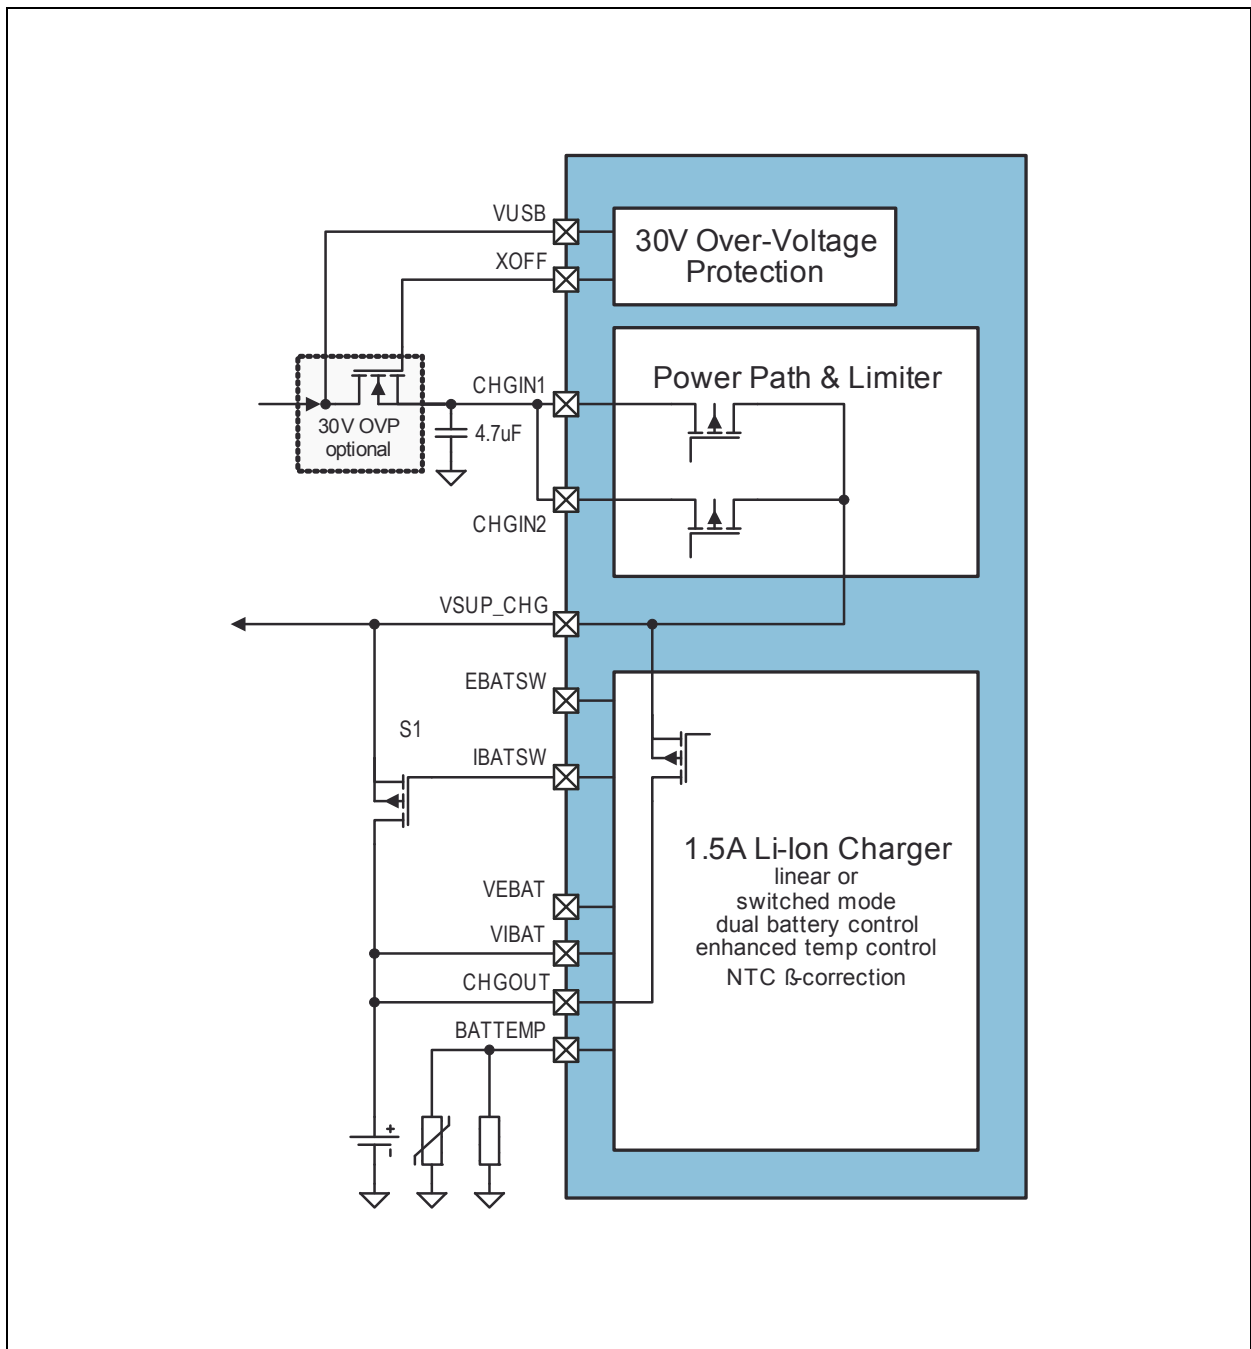 VUSB
30V Over-Voltage
Protection
XOFF
CHGIN1
Power Path & Limiter
30V OVP
optional
4.7uF
CHGIN2
VSUP_CHG
EBATSW
S1
IBATSW
1.5A Li-Ion Charger
linear or
switched mode
dual battery control
enhanced temp control
NTC ß-correction
VEBAT
VIBAT
CHGOUT
BATTEMP
+
-